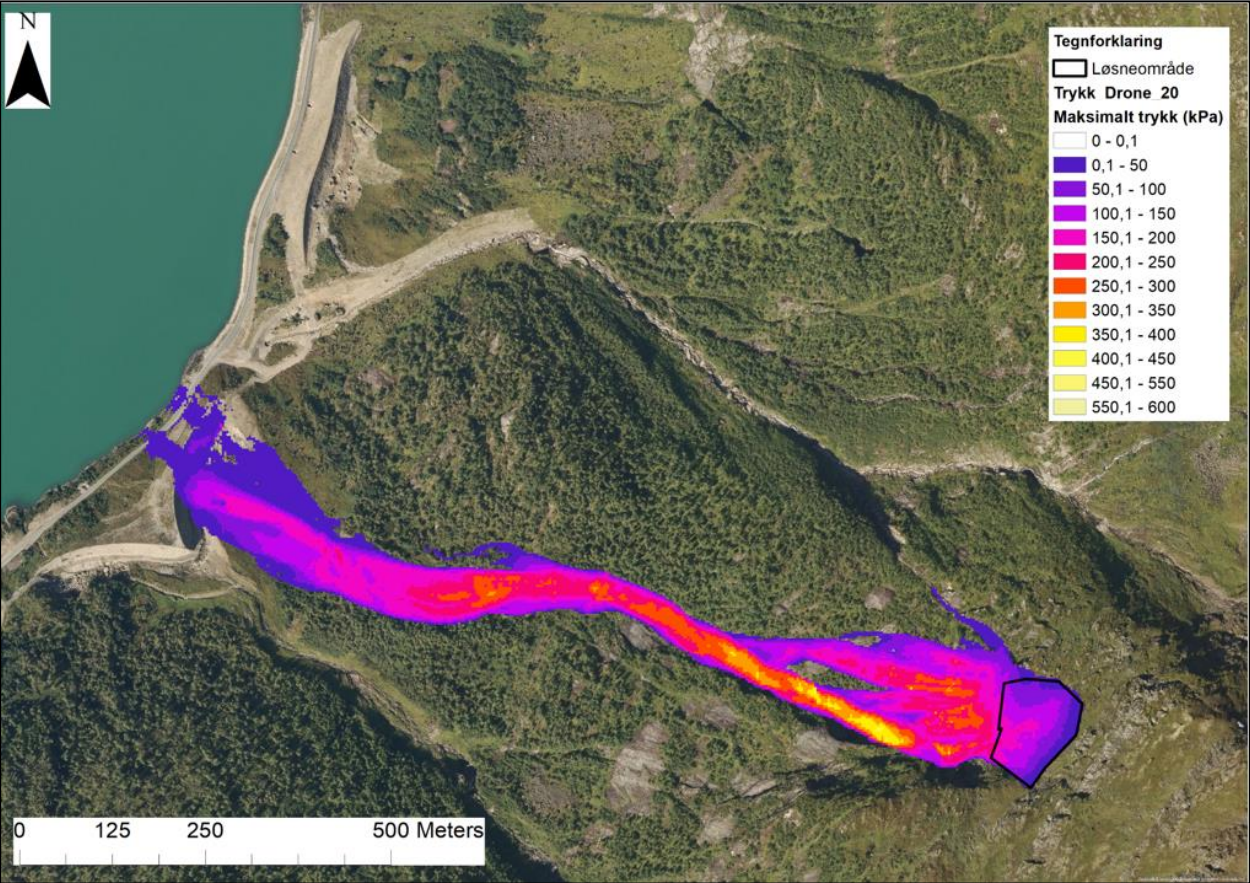 N
Tegnforklaring
Løsneområde
Trykk_Drone_20
Maksimalt trykk (kPa)
0 - 0,1
0,1 - 50
50,1 - 100
100,1 - 150
150,1 - 200
200,1 - 250
250,1 - 300
300,1 - 350
350,1 - 400
400,1 - 450
450,1 - 550
550,1 - 600
0 125 250 500 Meters